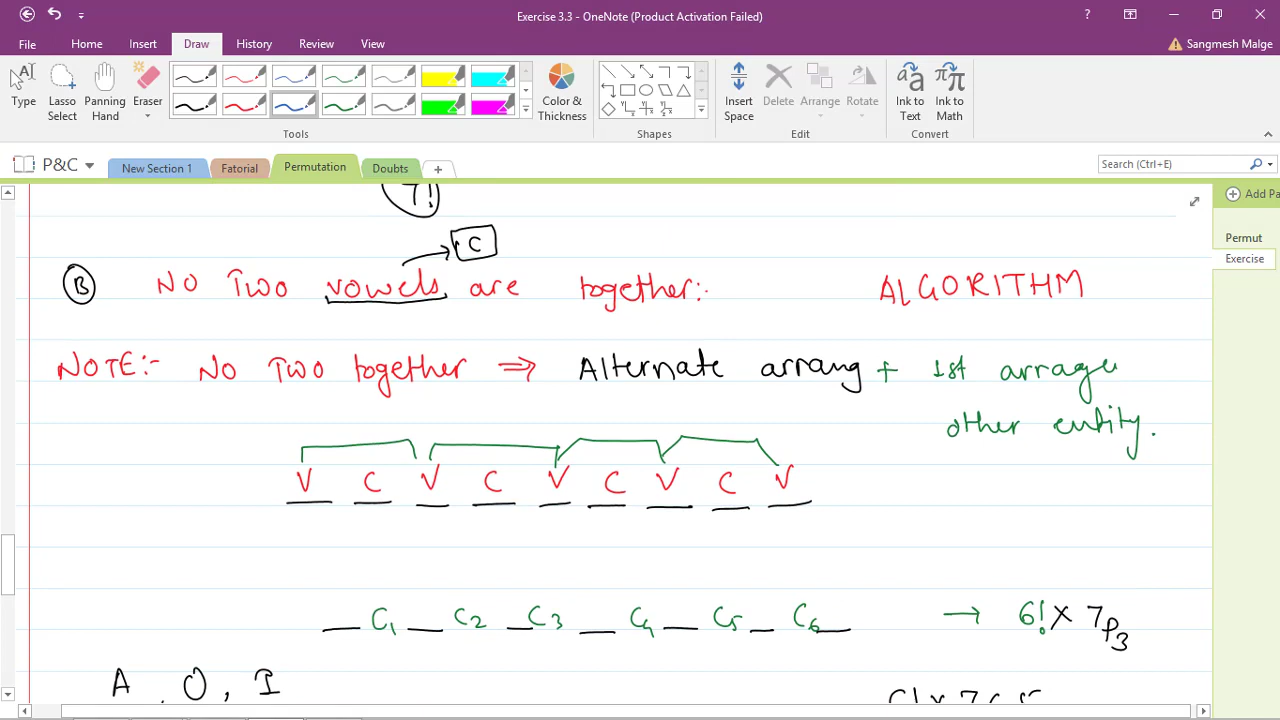 Exercise 3.3 - OneNote (Product Activation Failed)
?
File Home Insert Draw History Review View
Sangmesh Malge
Type
Lasso Select
Panning Hand
Eraser
Color & Thickness
Insert Space
Delete
Arrange
Rotate
Ink to Text
Ink to Math
Tools
Shapes
Edit
Convert
P&C
New Section 1
Fatorial
Permutation
Doubts
+
Search (Ctrl+E)
Add Pa
Permut
Exercise
7!
C
B NO TWO vowels are together:- ALGORITHM
NOTE:- NO TWO together ⇒ Alternate arrang + 1st arrage
other entity.
V C V C V C V C V
_ C1 _ C2 _ C3 _ C4 _ C5 _ C6 _ → 6! X 7P3
A , O , I